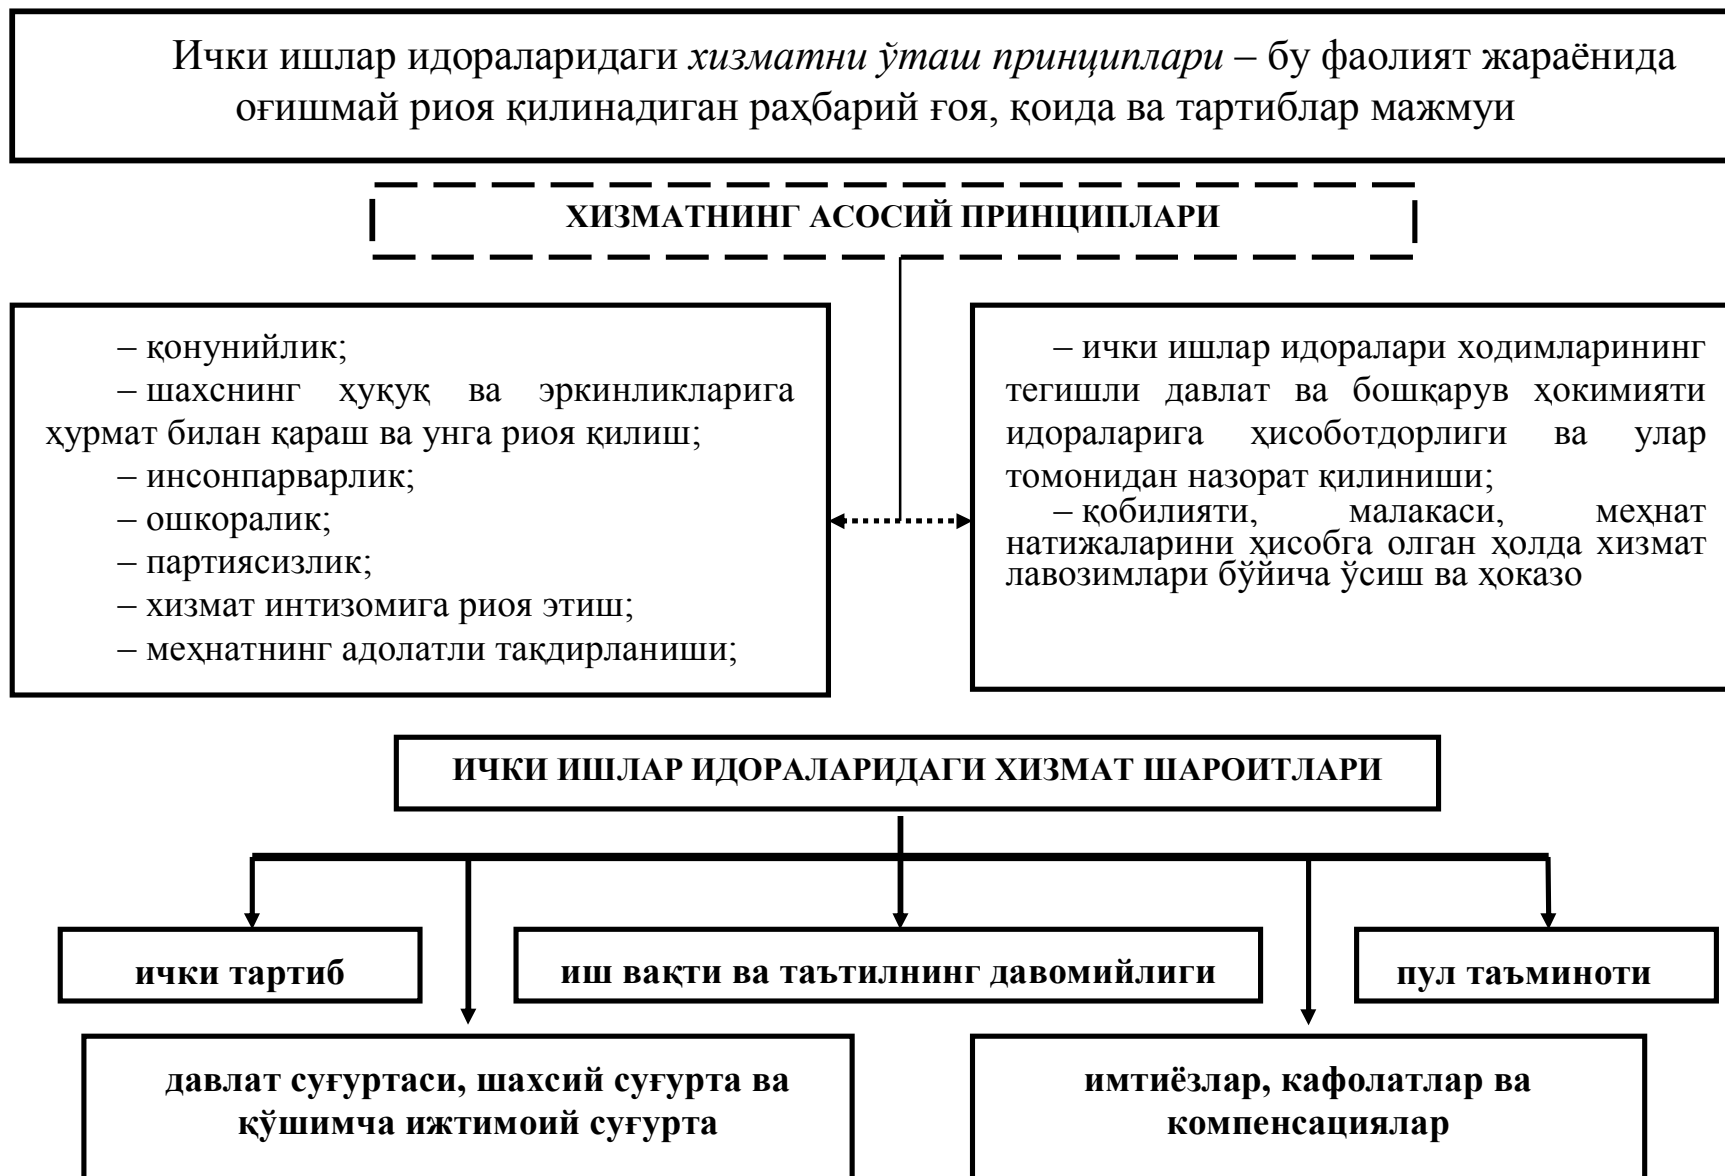 Ички ишлар идораларидаги хизматни ўташ принциплари – бу фаолият жараёнида
оғишмай риоя қилинадиган раҳбарий ғоя, қоида ва тартиблар мажмуи
ХИЗМАТНИНГ АСОСИЙ ПРИНЦИПЛАРИ
– қонунийлик;
– шахснинг ҳуқуқ ва эркинликларига
ҳурмат билан қараш ва унга риоя қилиш;
– инсонпарварлик;
– ошкоралик;
– партиясизлик;
– хизмат интизомига риоя этиш;
– меҳнатнинг адолатли тақдирланиши;
– ички ишлар идоралари ходимларининг
тегишли давлат ва бошқарув ҳокимияти
идораларига ҳисоботдорлиги ва улар
томонидан назорат қилиниши;
– қобилияти, малакаси, меҳнат
натижаларини ҳисобга олган ҳолда хизмат
лавозимлари бўйича ўсиш ва ҳоказо
ИЧКИ ИШЛАР ИДОРАЛАРИДАГИ ХИЗМАТ ШАРОИТЛАРИ
ички тартиб
иш вақти ва таътилнинг давомийлиги
пул таъминоти
давлат суғуртаси, шахсий суғурта ва
қўшимча ижтимоий суғурта
имтиёзлар, кафолатлар ва
компенсациялар